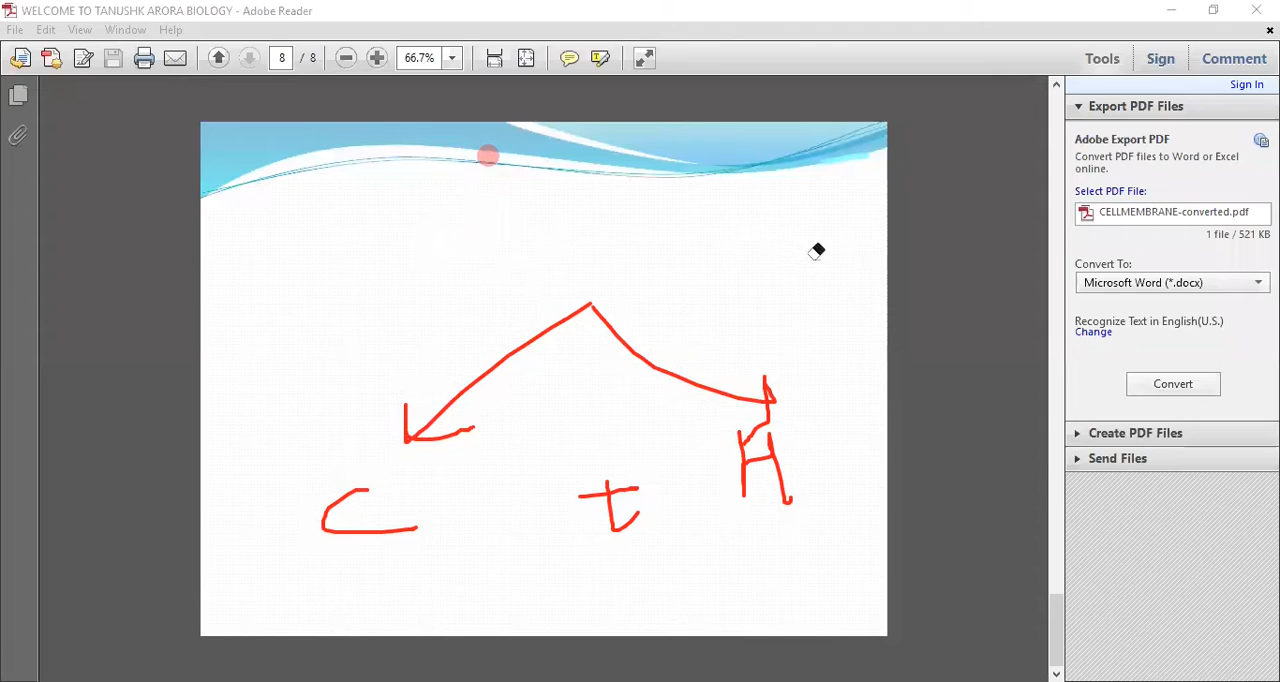 WELCOME TO TANUSHK ARORA BIOLOGY - Adobe Reader
File Edit View Window Help
8 / 8 66.7% Tools Sign Comment
Sign In
Export PDF Files
Adobe Export PDF
Convert PDF files to Word or Excel
online.
Select PDF File:
CELLMEMBRANE-converted.pdf
1 file / 521 KB
Convert To:
Microsoft Word (*.docx)
Recognize Text in English(U.S.)
Change
Convert
Create PDF Files
Send Files
C t H